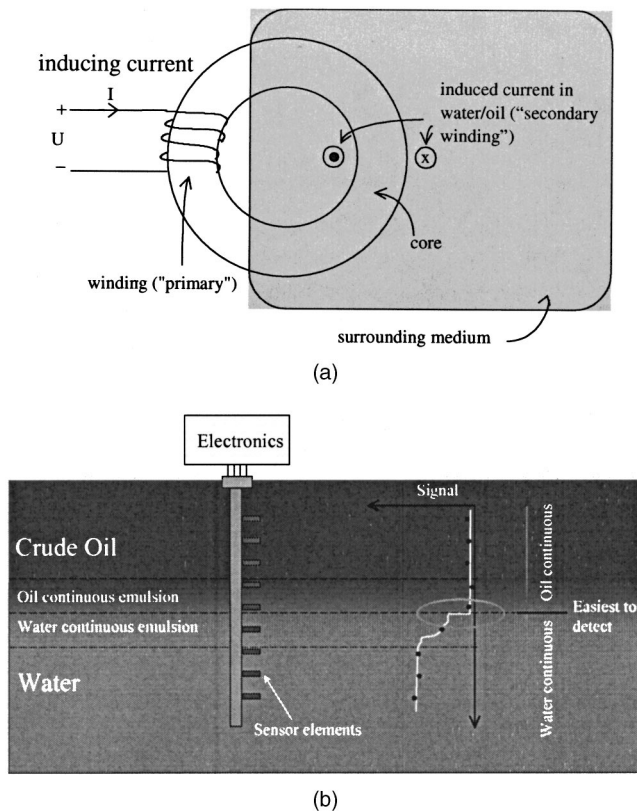 inducing current
I
+
U
−
induced current in
water/oil ("secondary
winding")
x
core
winding ("primary")
surrounding medium
(a)
Electronics
Signal
Crude Oil
Oil continuous emulsion
Water continuous emulsion
Water
Sensor elements
Oil continuous
Easiest to
detect
Water continuous
(b)